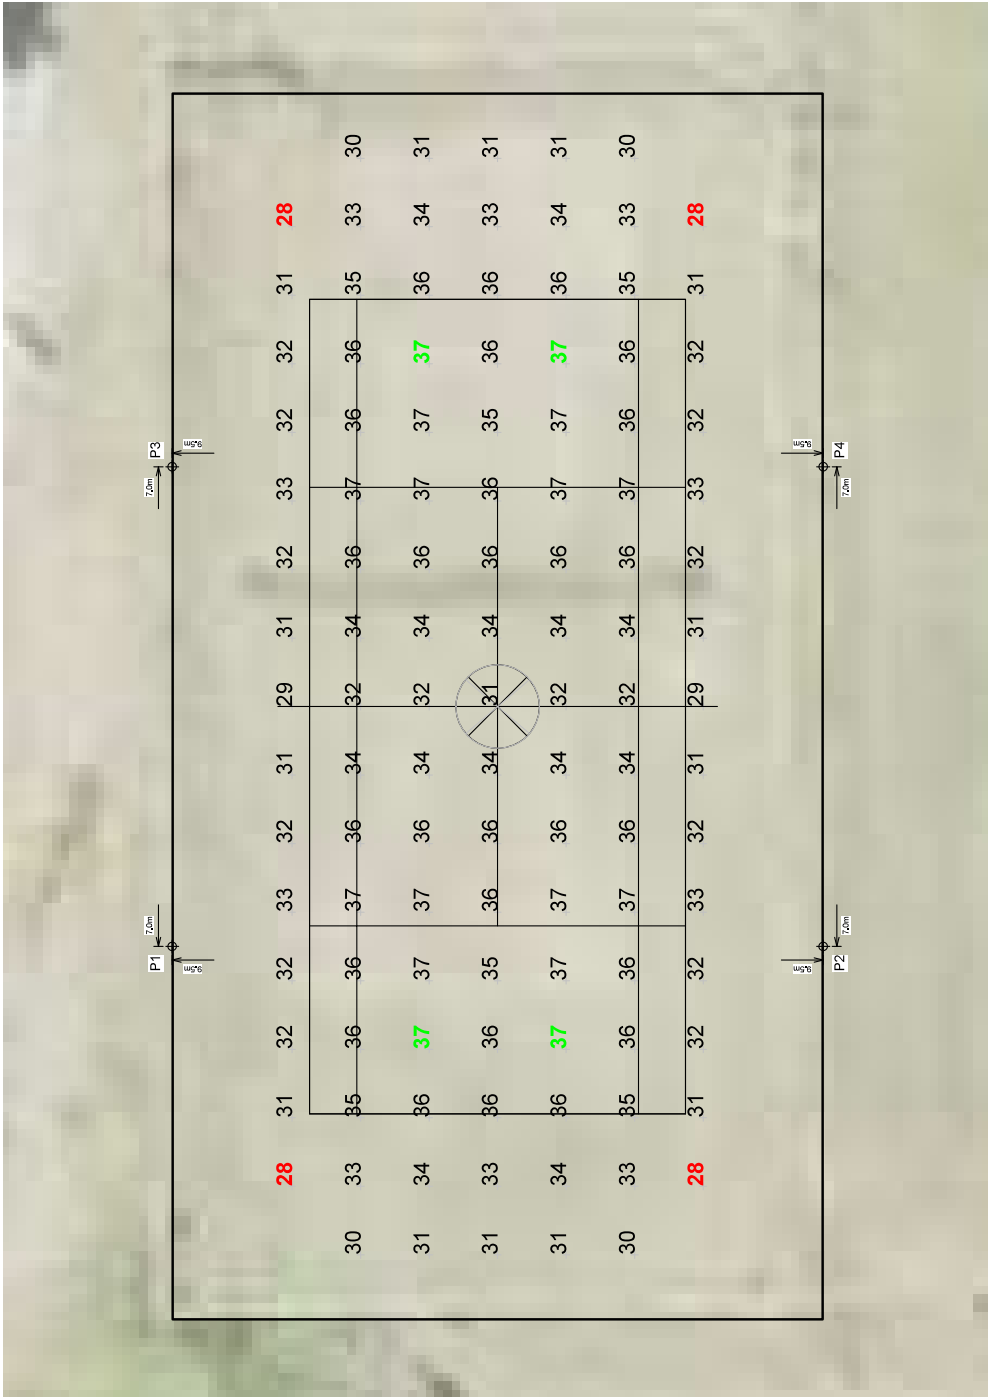 7.0m 7.0m
P1 P3
9.5m 9.5m
28 31 32 32 33 32 31 29 31 32 33 32 32 31 28
30 33 35 36 36 37 36 34 32 34 36 37 36 36 35 33 30
31 34 36 37 37 37 36 34 32 34 36 37 37 37 36 34 31
31 33 36 36 35 36 36 34 31 34 36 36 35 36 36 33 31
31 34 36 37 37 37 36 34 32 34 36 37 37 37 36 34 31
30 33 35 36 36 37 36 34 32 34 36 37 36 36 35 33 30
28 31 32 32 33 32 31 29 31 32 33 32 32 31 28
9.5m 9.5m
P2 P4
7.0m 7.0m